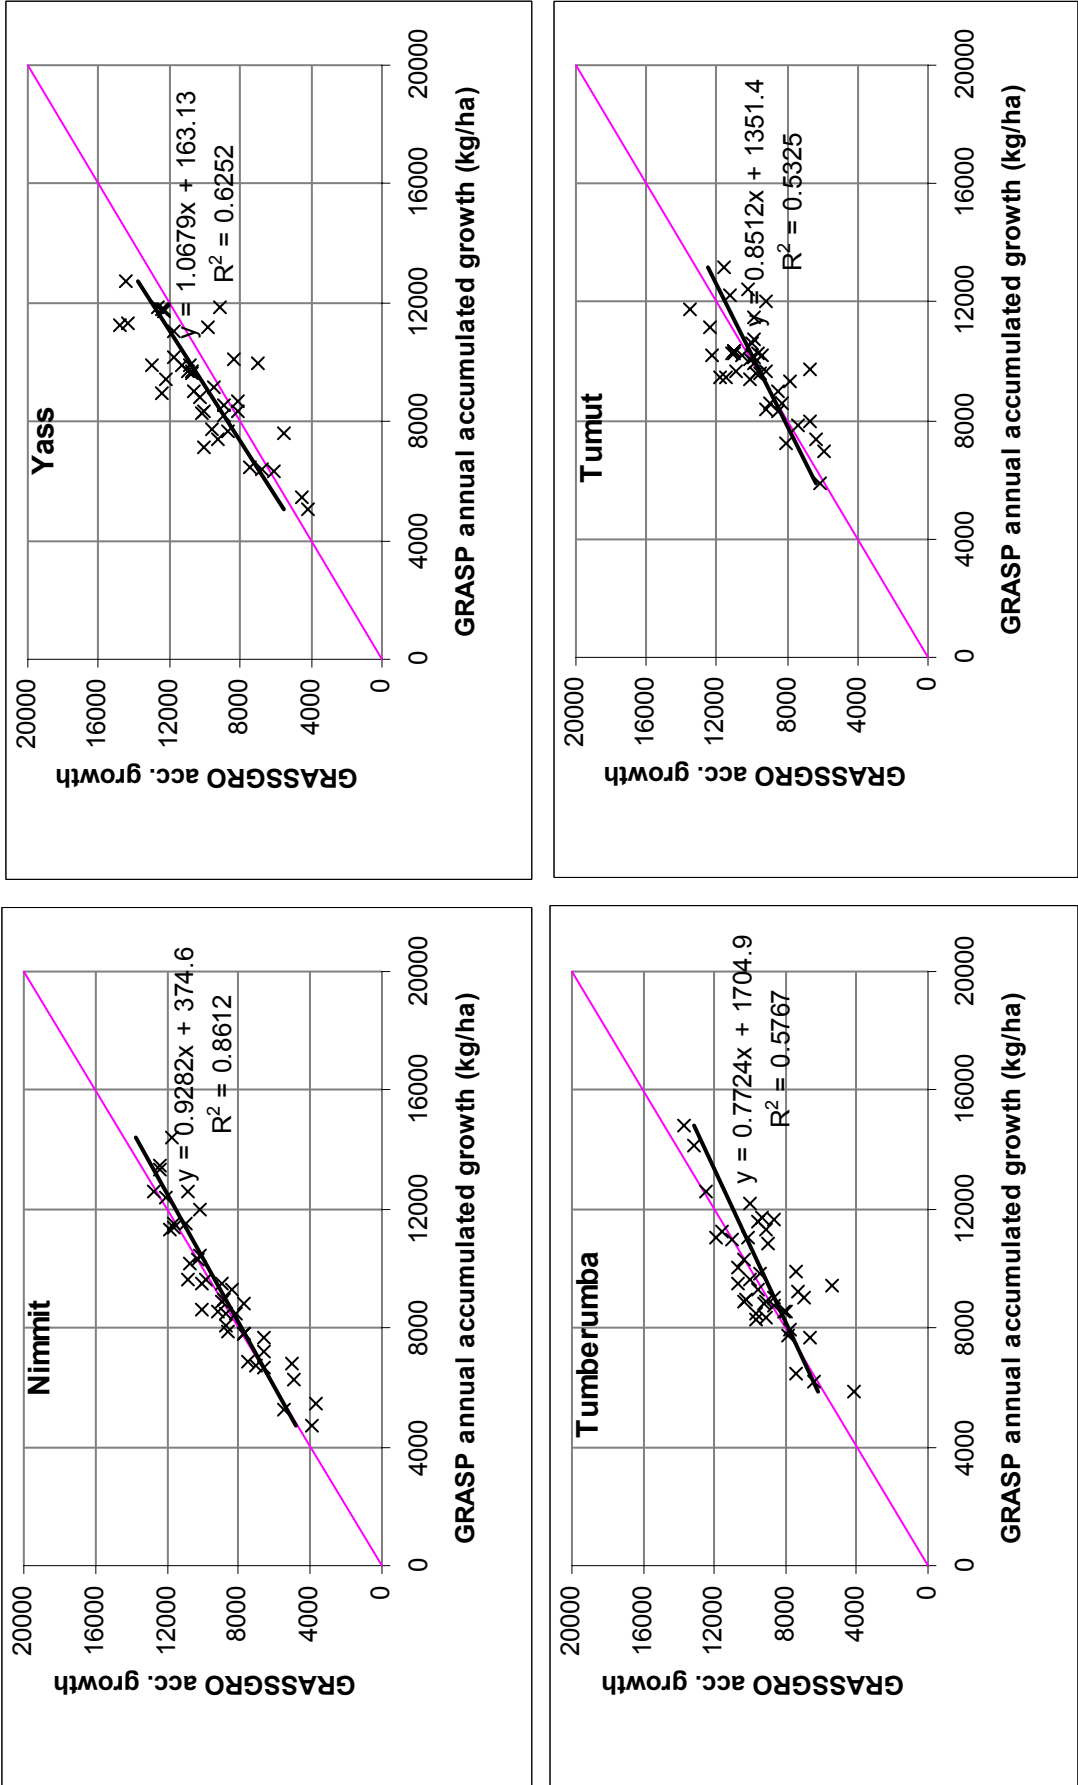 Nimmit
20000
16000
12000
8000
4000
0
GRASSGRO acc. growth
y = 0.9282x + 374.6
R² = 0.8612
0 4000 8000 12000 16000 20000
GRASP annual accumulated growth (kg/ha)
Yass
20000
16000
12000
8000
4000
0
GRASSGRO acc. growth
y = 1.0679x + 163.13
R² = 0.6252
0 4000 8000 12000 16000 20000
GRASP annual accumulated growth (kg/ha)
Tumberumba
20000
16000
12000
8000
4000
0
GRASSGRO acc. growth
y = 0.7724x + 1704.9
R² = 0.5767
0 4000 8000 12000 16000 20000
GRASP annual accumulated growth (kg/ha)
Tumut
20000
16000
12000
8000
4000
0
GRASSGRO acc. growth
y = 0.8512x + 1351.4
R² = 0.5325
0 4000 8000 12000 16000 20000
GRASP annual accumulated growth (kg/ha)